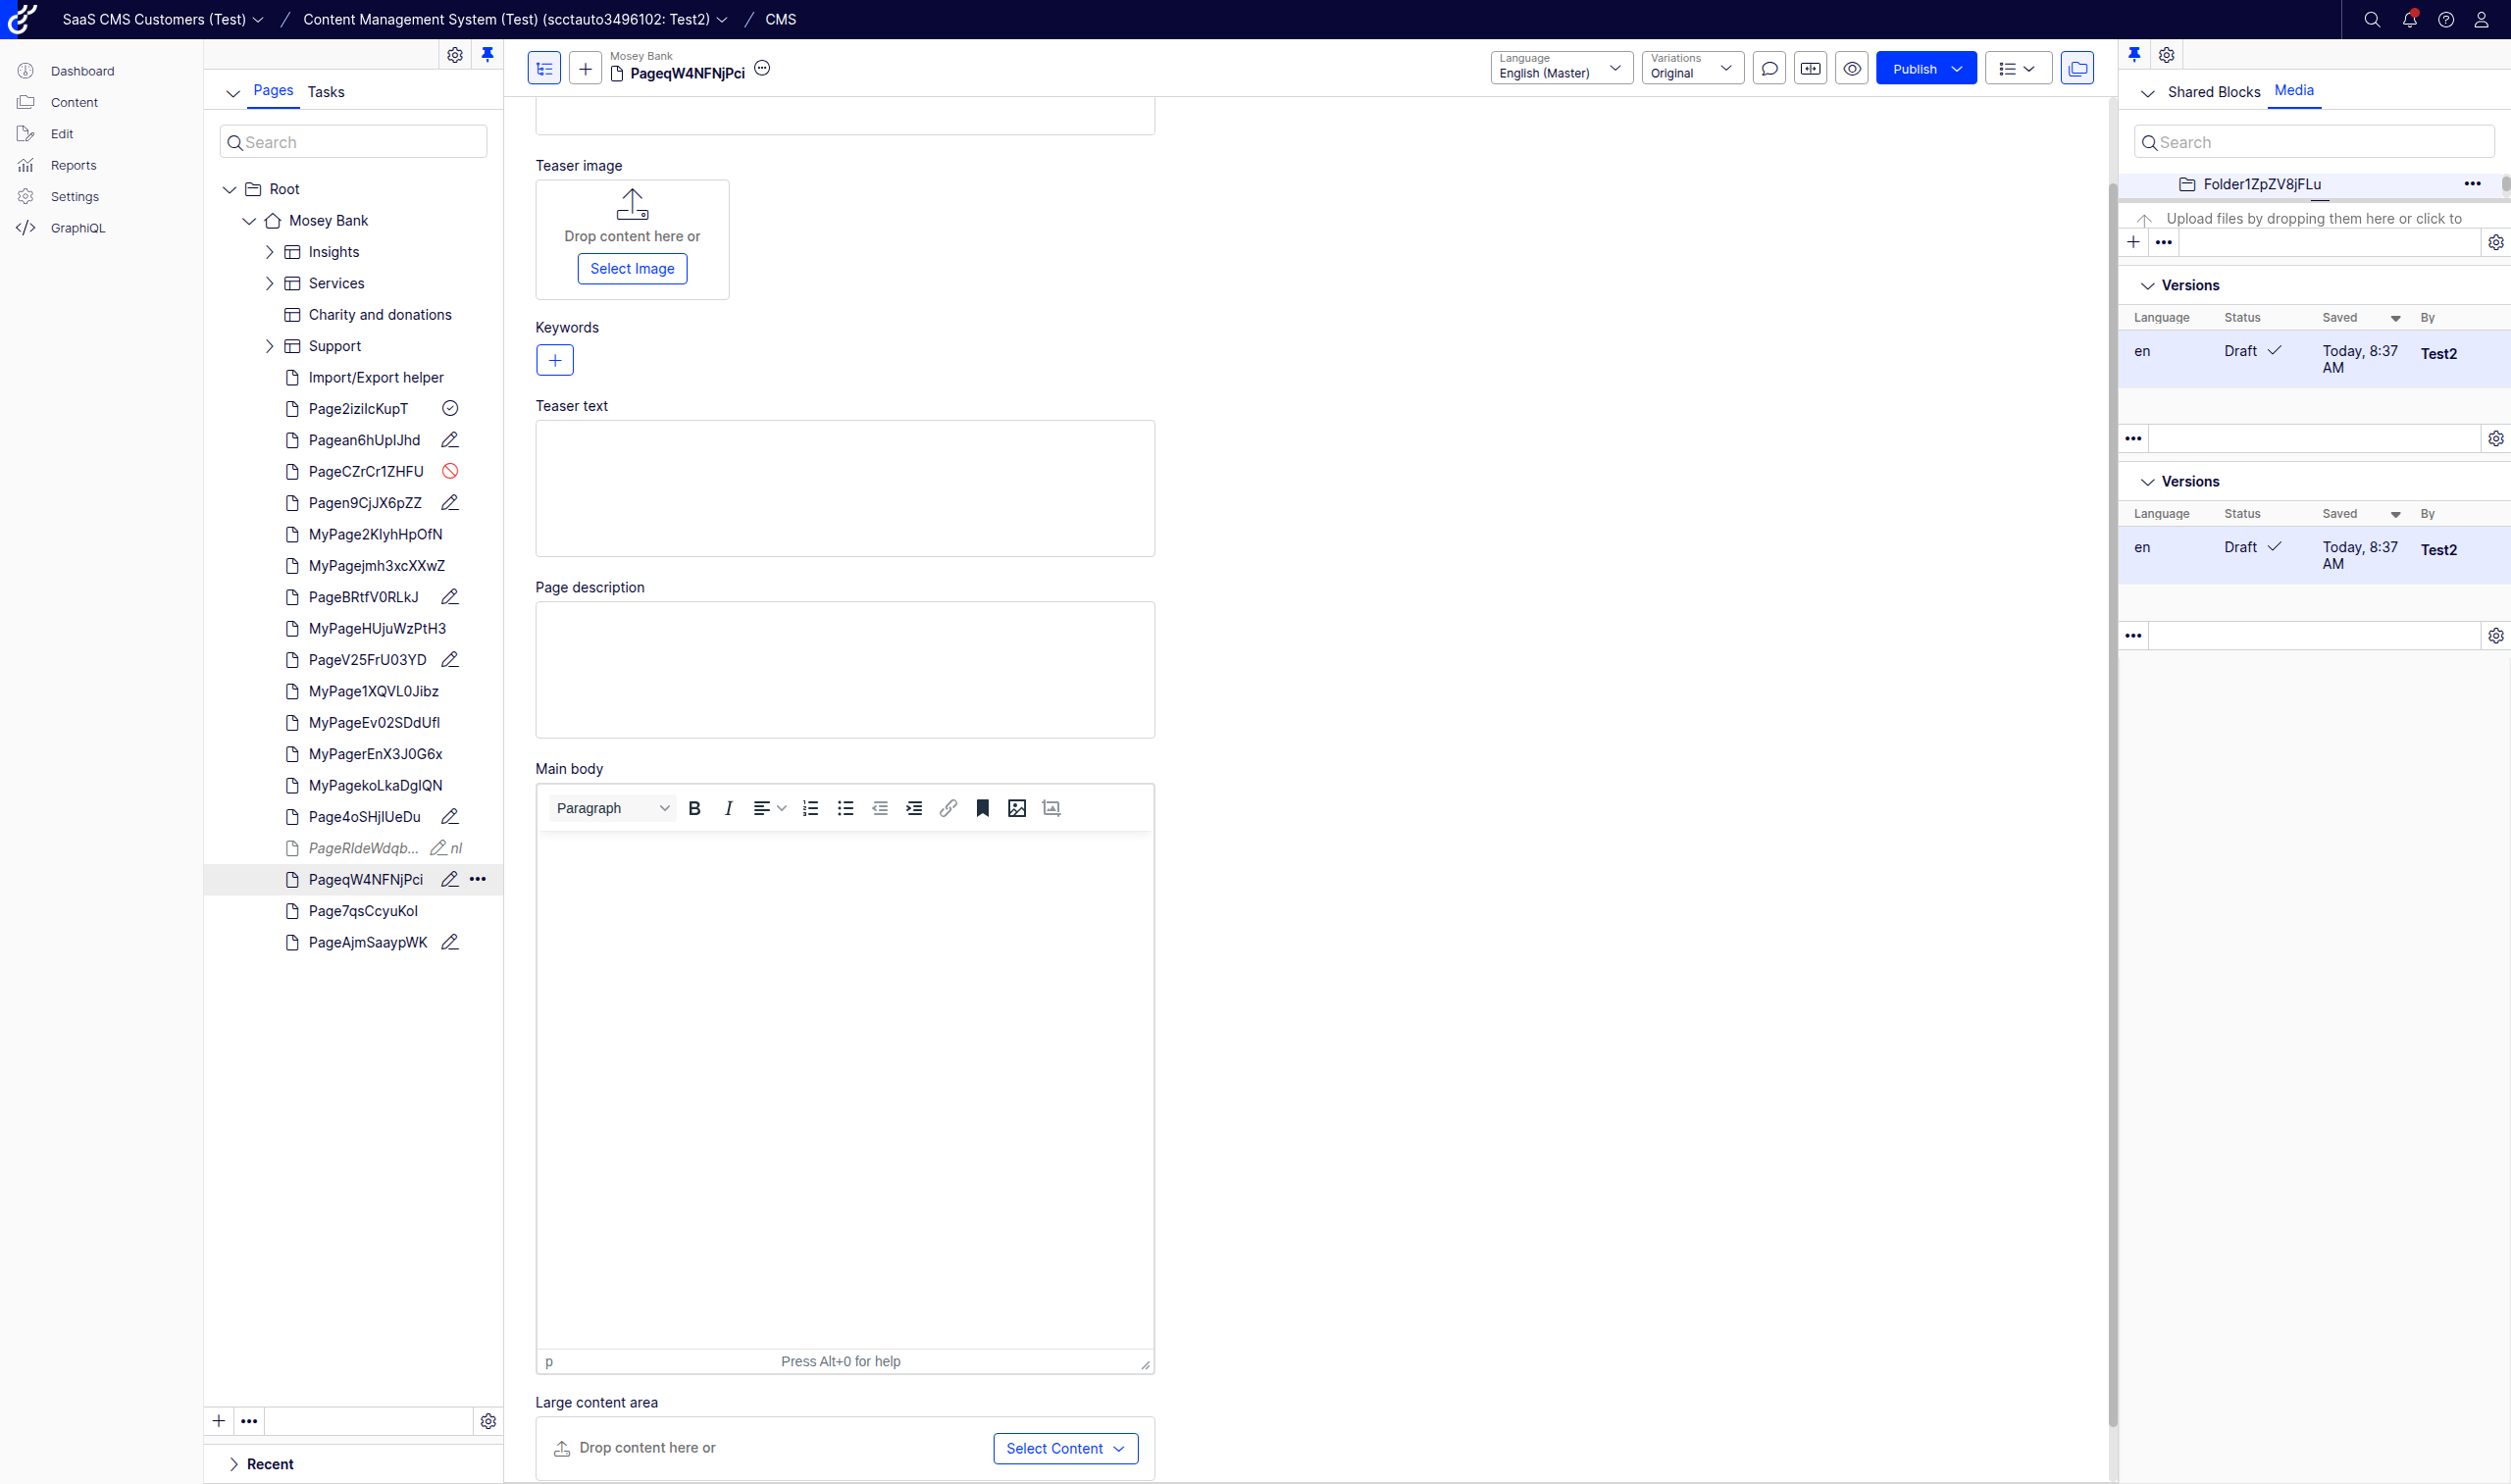 SaaS CMS Customers (Test) / Content Management System (Test) (scctauto3496102: Test2) / CMS
Dashboard
Content
Edit
Reports
Settings
GraphiQL
Pages Tasks
Search
Root
Mosey Bank
Insights
Services
Charity and donations
Support
Import/Export helper
Page2izilcKupT
Pagean6hUpIJhd
PageCZrCr1ZHFU
Pagen9CjJX6pZZ
MyPage2KIyhHpOfN
MyPagejmh3xcXXwZ
PageBRtfV0RLkJ
MyPageHUjuWzPtH3
PageV25FrU03YD
MyPage1XQVL0Jibz
MyPageEv02SDdUfI
MyPagerEnX3J0G6x
MyPagekoLkaDgIQN
Page4oSHjIUeDu
PageRIdeWdqb... nl
PageqW4NFNjPci
Page7qsCcyuKol
PageAjmSaaypWK
Recent
Mosey Bank
PageqW4NFNjPci
Language
English (Master)
Variations
Original
Publish
Teaser image
Drop content here or
Select Image
Keywords
Teaser text
Page description
Main body
Paragraph B I
p Press Alt+0 for help
Large content area
Drop content here or Select Content
Shared Blocks Media
Search
Folder1ZpZV8jFLu
Upload files by dropping them here or click to
Versions
Language Status Saved By
en Draft Today, 8:37 Test2
AM
Versions
Language Status Saved By
en Draft Today, 8:37 Test2
AM